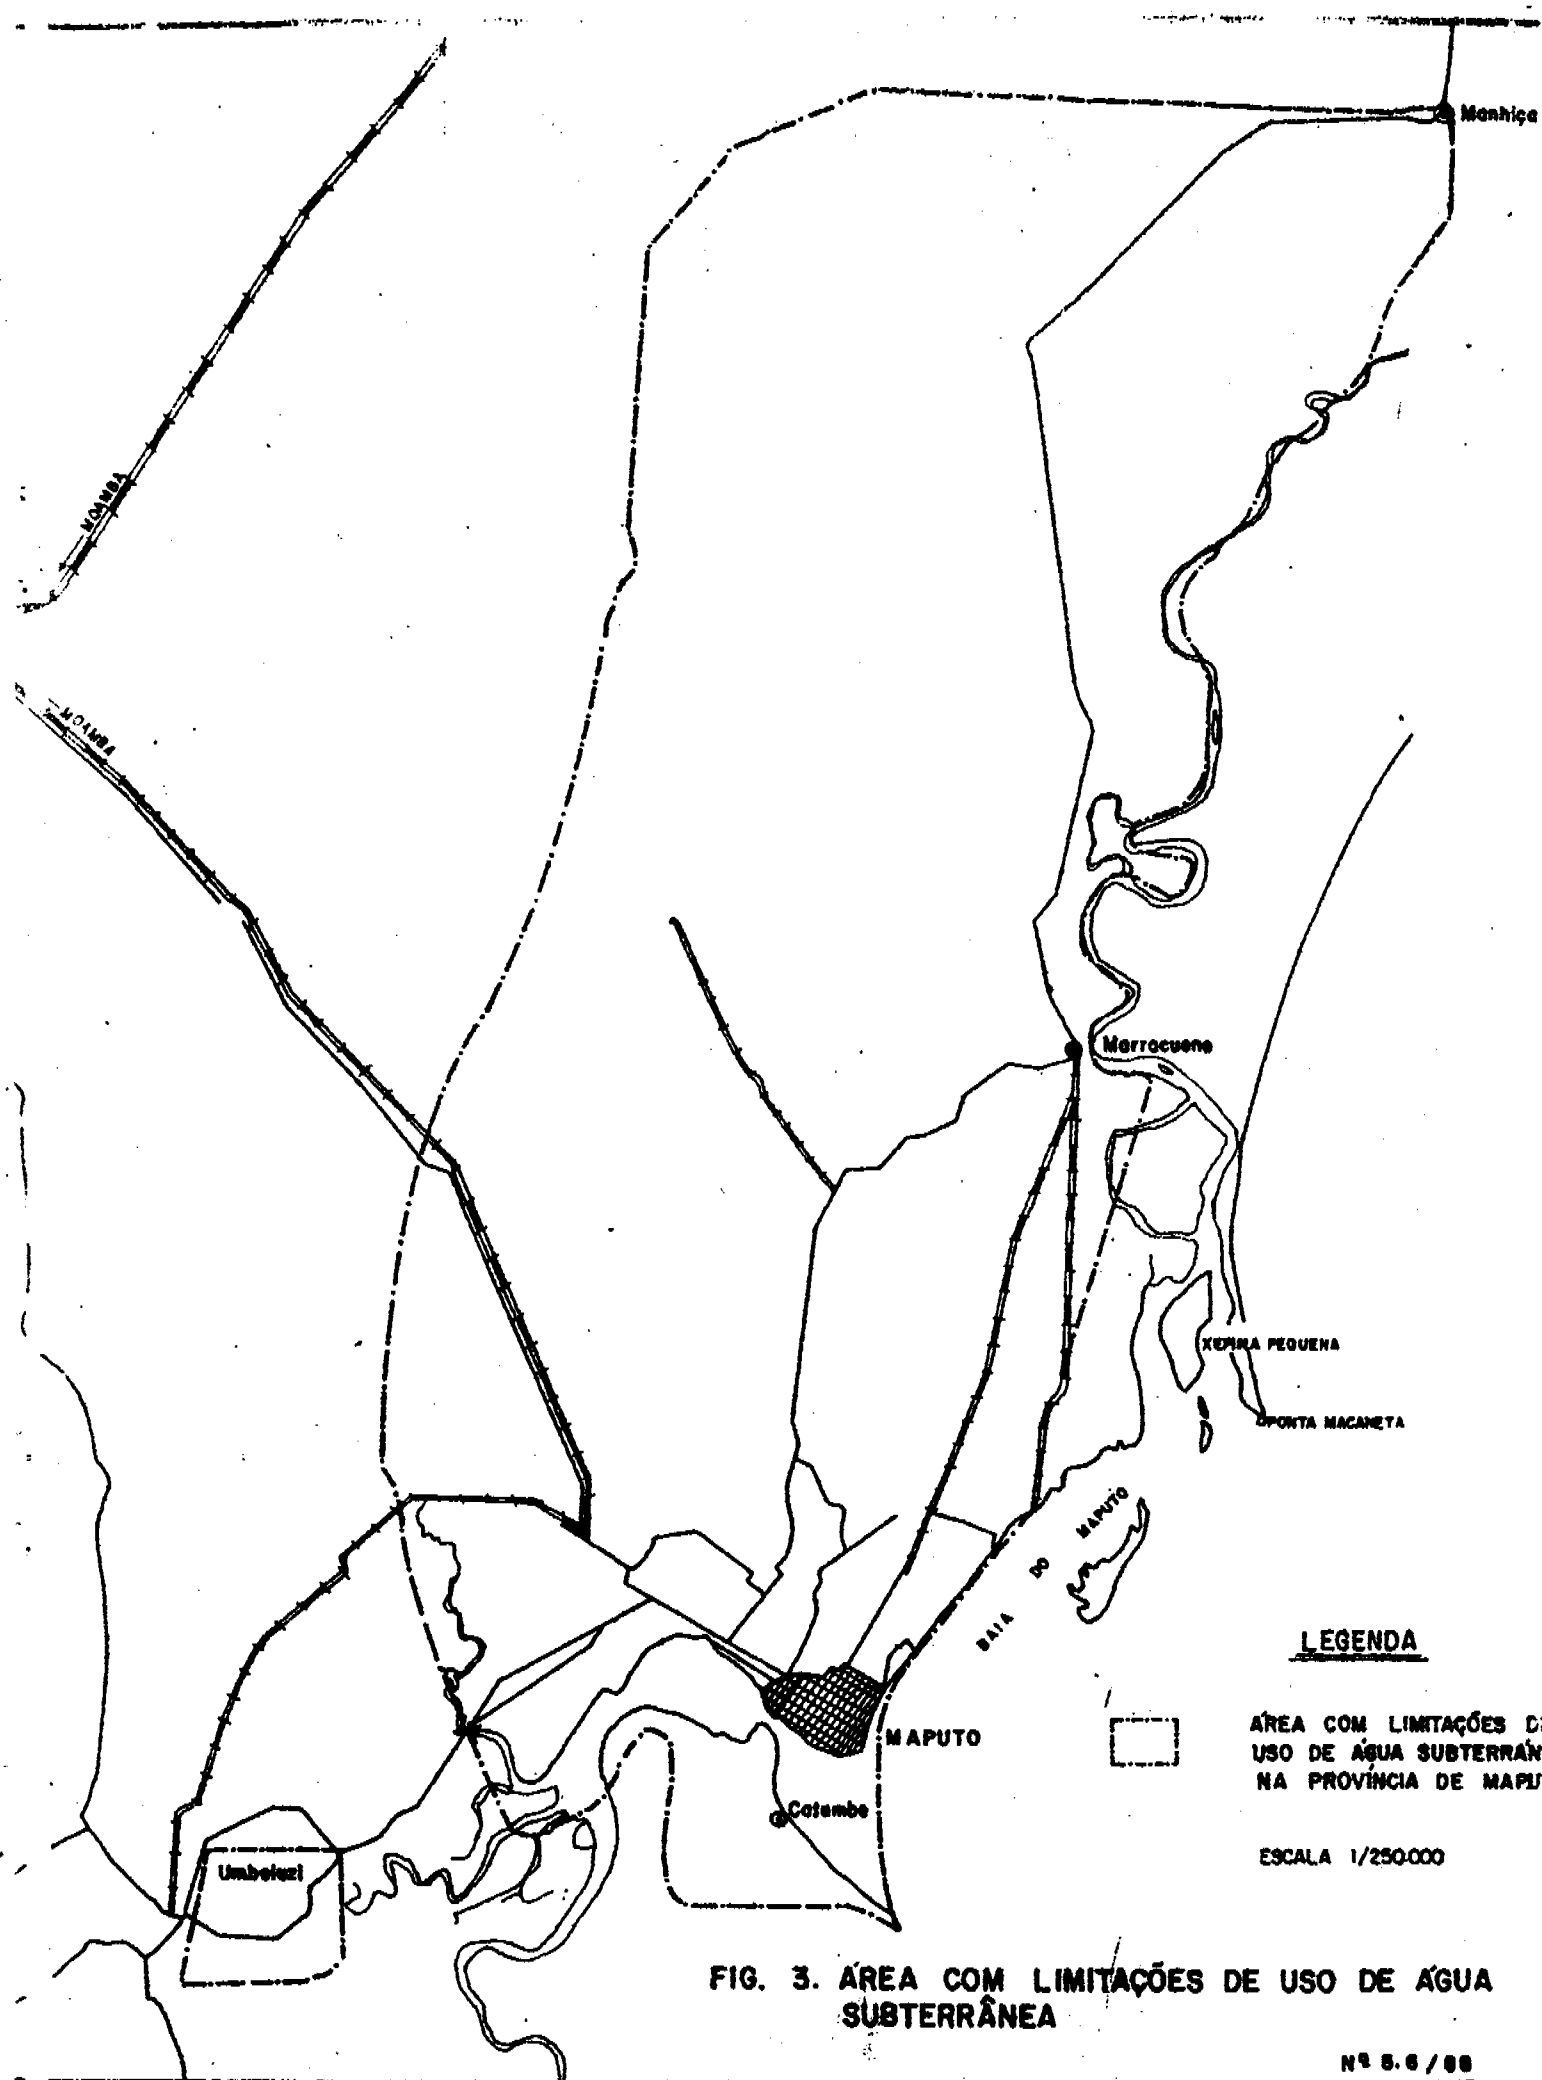 Manhiça
MOAMBA
MOAMBA
Marracuene
XEFINA PEQUENA
PONTA MACANETA
BAIA DO MAPUTO
LEGENDA
MAPUTO
ÁREA COM LIMITAÇÕES
USO DE ÁGUA
NA PROVÍNCIA DE
Catembe
ESCALA 1/250.000
Umbeluzi
FIG. 3. ÁREA COM LIMITAÇÕES DE USO DE ÁGUA
SUBTERRÂNEA